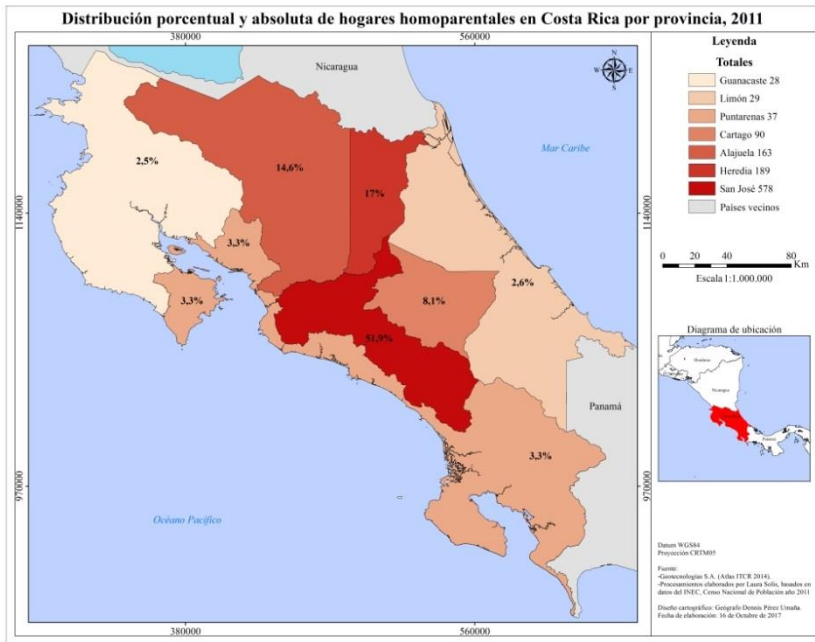 Distribución porcentual y absoluta de hogares homoparentales en Costa Rica por provincia, 2011
380000
560000
Nicaragua
Mar Caribe
2,5%
14,6%
17%
1140000
1140000
3,3%
3,3%
2,6%
8,1%
51,9%
Panamá
3,3%
970000
970000
Océano Pacífico
380000
560000
N
W E
S
Leyenda
Totales
Guanacaste 28
Limón 29
Puntarenas 37
Cartago 90
Alajuela 163
Heredia 189
San José 578
Países vecinos
0 20 40 60 80
Km
Escala 1:1.000.000
Diagrama de ubicación
Honduras
Nicaragua
Panamá
Datum WGS84
Proyección CRTM05
Fuente:
-Geotecnologías S.A. (Atlas ITCR 2014).
-Procesamientos elaborados por Laura Solís, basados en
datos del INEC, Censo Nacional de Población año 2011
Diseño cartográfico: Geógrafo Dennis Pérez Umaña.
Fecha de elaboración: 16 de Octubre de 2017